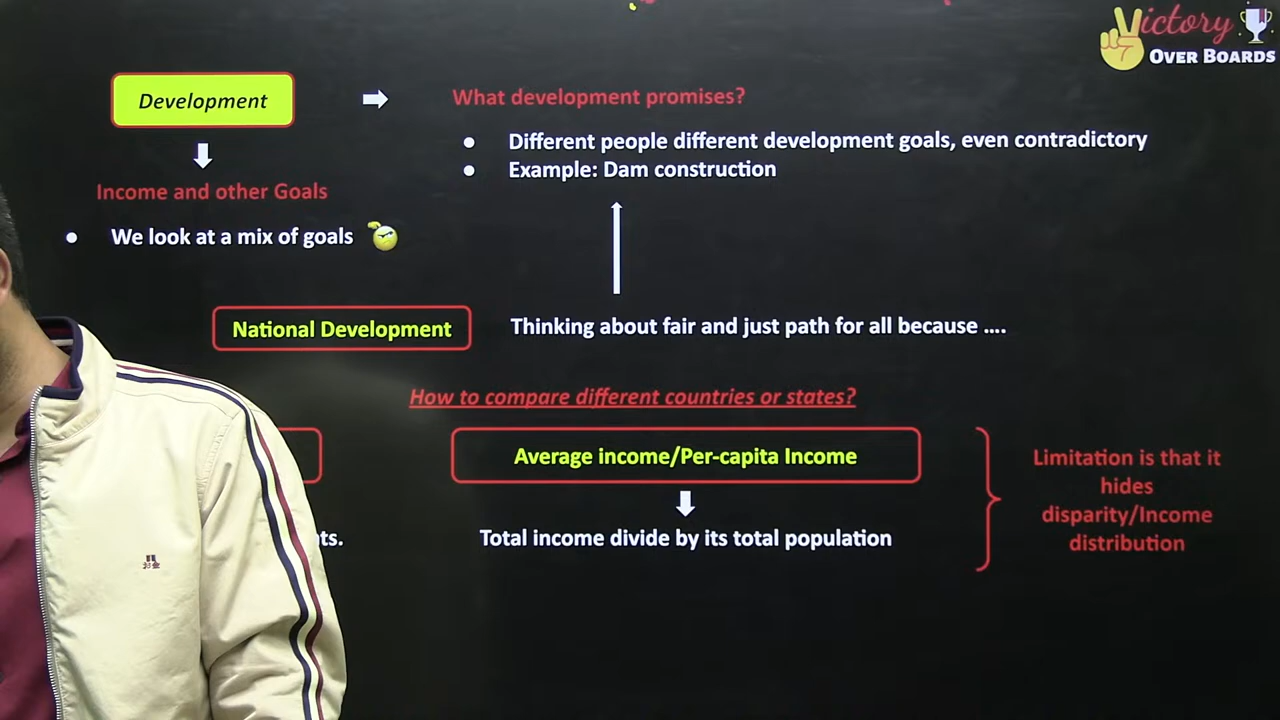 Victory
OVER BOARDS
Development
What development promises?
Different people different development goals, even contradictory
Example: Dam construction
Income and other Goals
We look at a mix of goals
National Development
Thinking about fair and just path for all because ....
How to compare different countries or states?
Average income/Per-capita Income
Total income divide by its total population
Limitation is that it
hides
disparity/Income
distribution